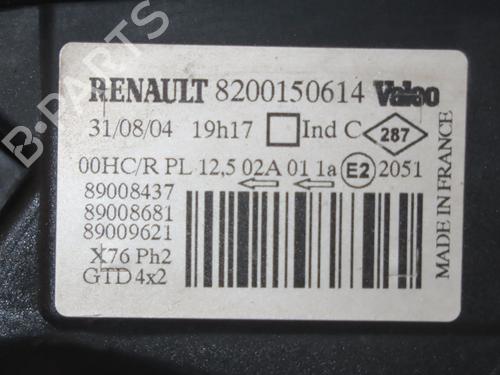 RENAULT 8200150614 Valeo
31/08/04 19h17 Ind C 287
00HC/R PL 12,5 02A 01 1a E2 2051
89008437
89008681
89009621
X76 Ph2
GTD 4x2
MADE IN FRANCE
B-PARTS